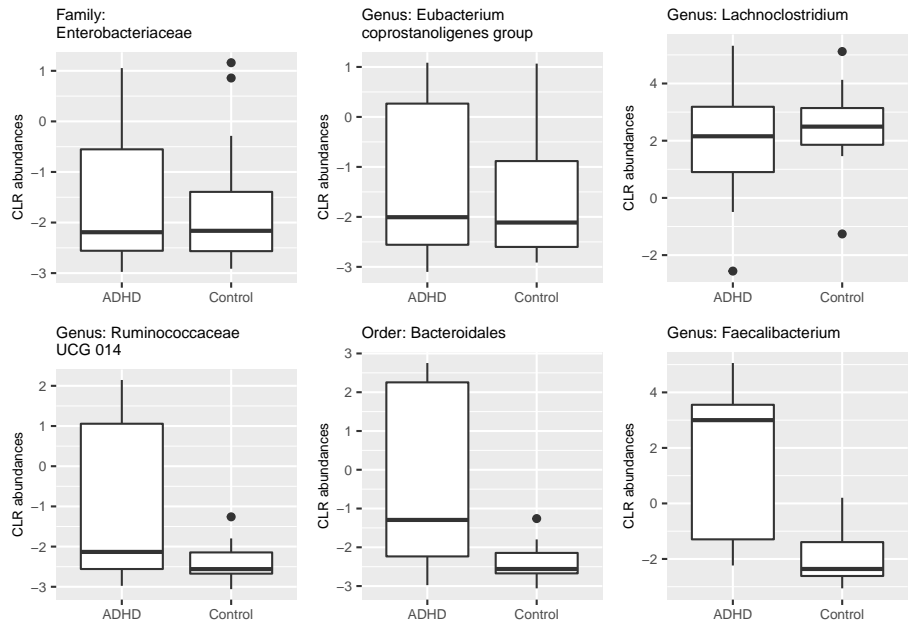 Family:
Enterobacteriaceae
CLR abundances
1
0
−1
−2
−3
ADHD
Control
Genus: Eubacterium
coprostanoligenes group
CLR abundances
1
0
−1
−2
−3
ADHD
Control
Genus: Lachnoclostridium
CLR abundances
4
2
0
−2
ADHD
Control
Genus: Ruminococcaceae
UCG 014
CLR abundances
2
1
0
−1
−2
−3
ADHD
Control
Order: Bacteroidales
CLR abundances
3
2
1
0
−1
−2
−3
ADHD
Control
Genus: Faecalibacterium
CLR abundances
4
2
0
−2
ADHD
Control